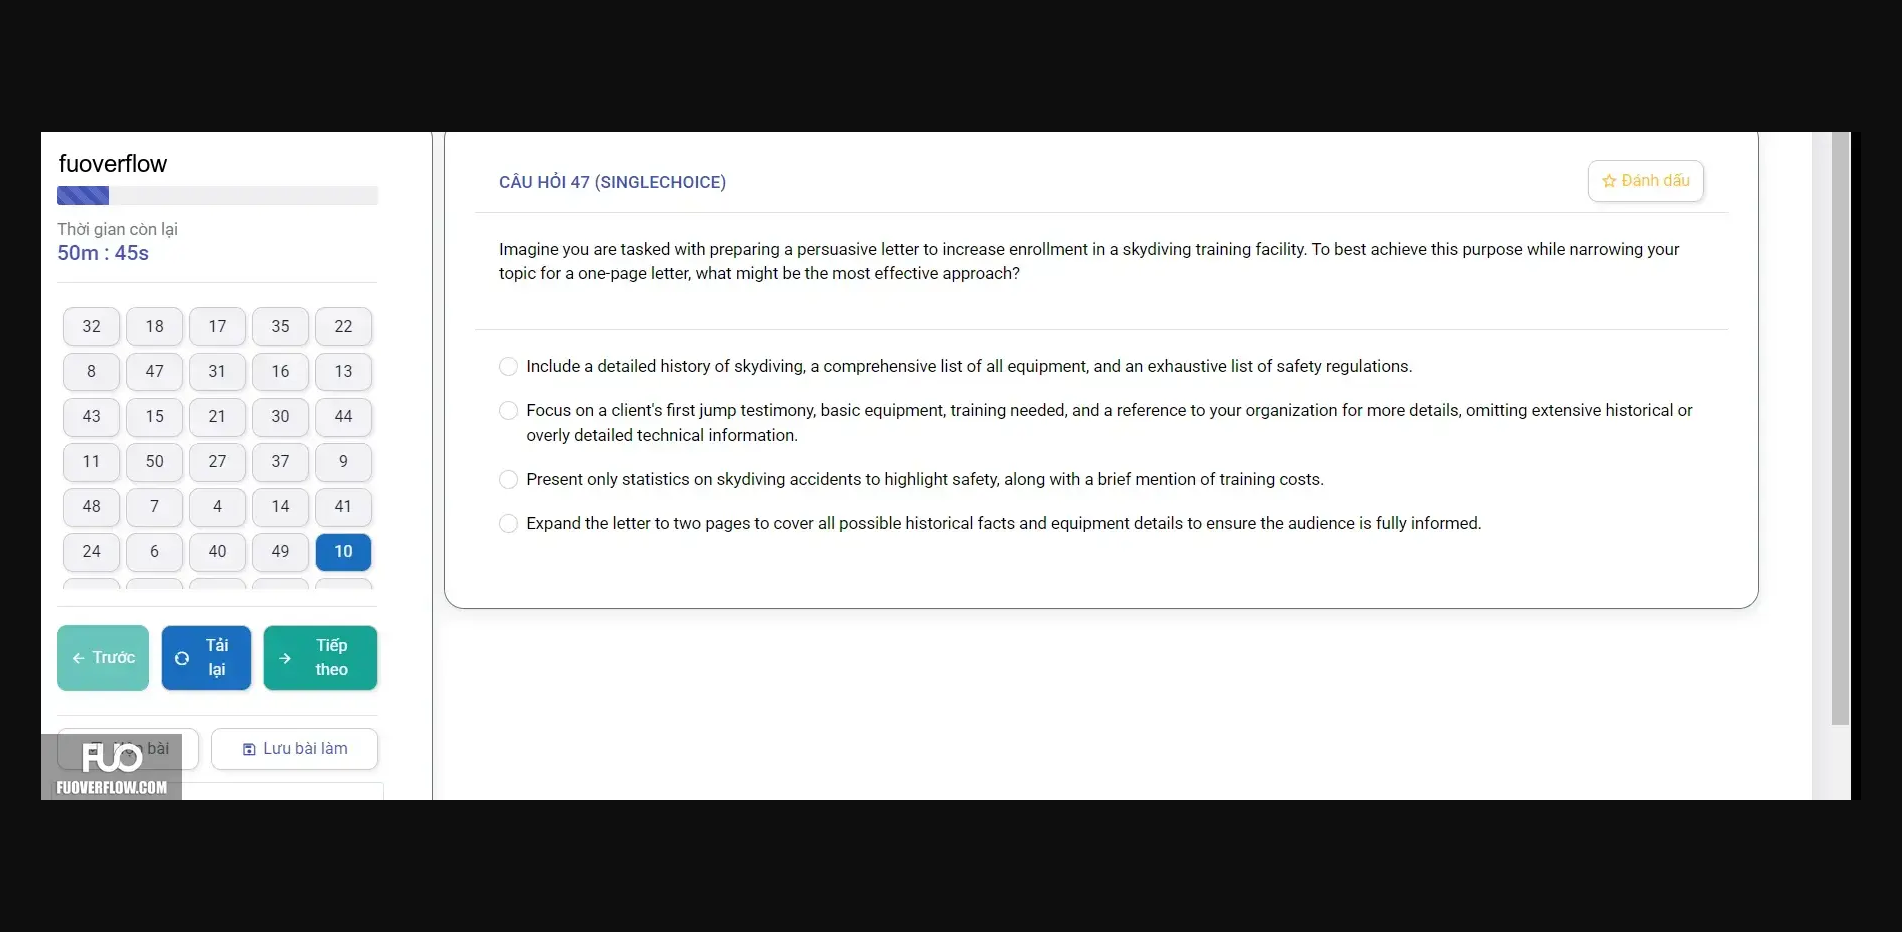 fuoverflow
Thời gian còn lại
50m : 45s
32 18 17 35 22
8 47 31 16 13
43 15 21 30 44
11 50 27 37 9
48 7 4 14 41
24 6 40 49 10
Trước
Tải lại
Tiếp theo
bài
Lưu bài làm
FUO
FUOVERFLOW.COM
CÂU HỎI 47 (SINGLECHOICE)
Đánh dấu
Imagine you are tasked with preparing a persuasive letter to increase enrollment in a skydiving training facility. To best achieve this purpose while narrowing your
topic for a one-page letter, what might be the most effective approach?
Include a detailed history of skydiving, a comprehensive list of all equipment, and an exhaustive list of safety regulations.
Focus on a client's first jump testimony, basic equipment, training needed, and a reference to your organization for more details, omitting extensive historical or
overly detailed technical information.
Present only statistics on skydiving accidents to highlight safety, along with a brief mention of training costs.
Expand the letter to two pages to cover all possible historical facts and equipment details to ensure the audience is fully informed.